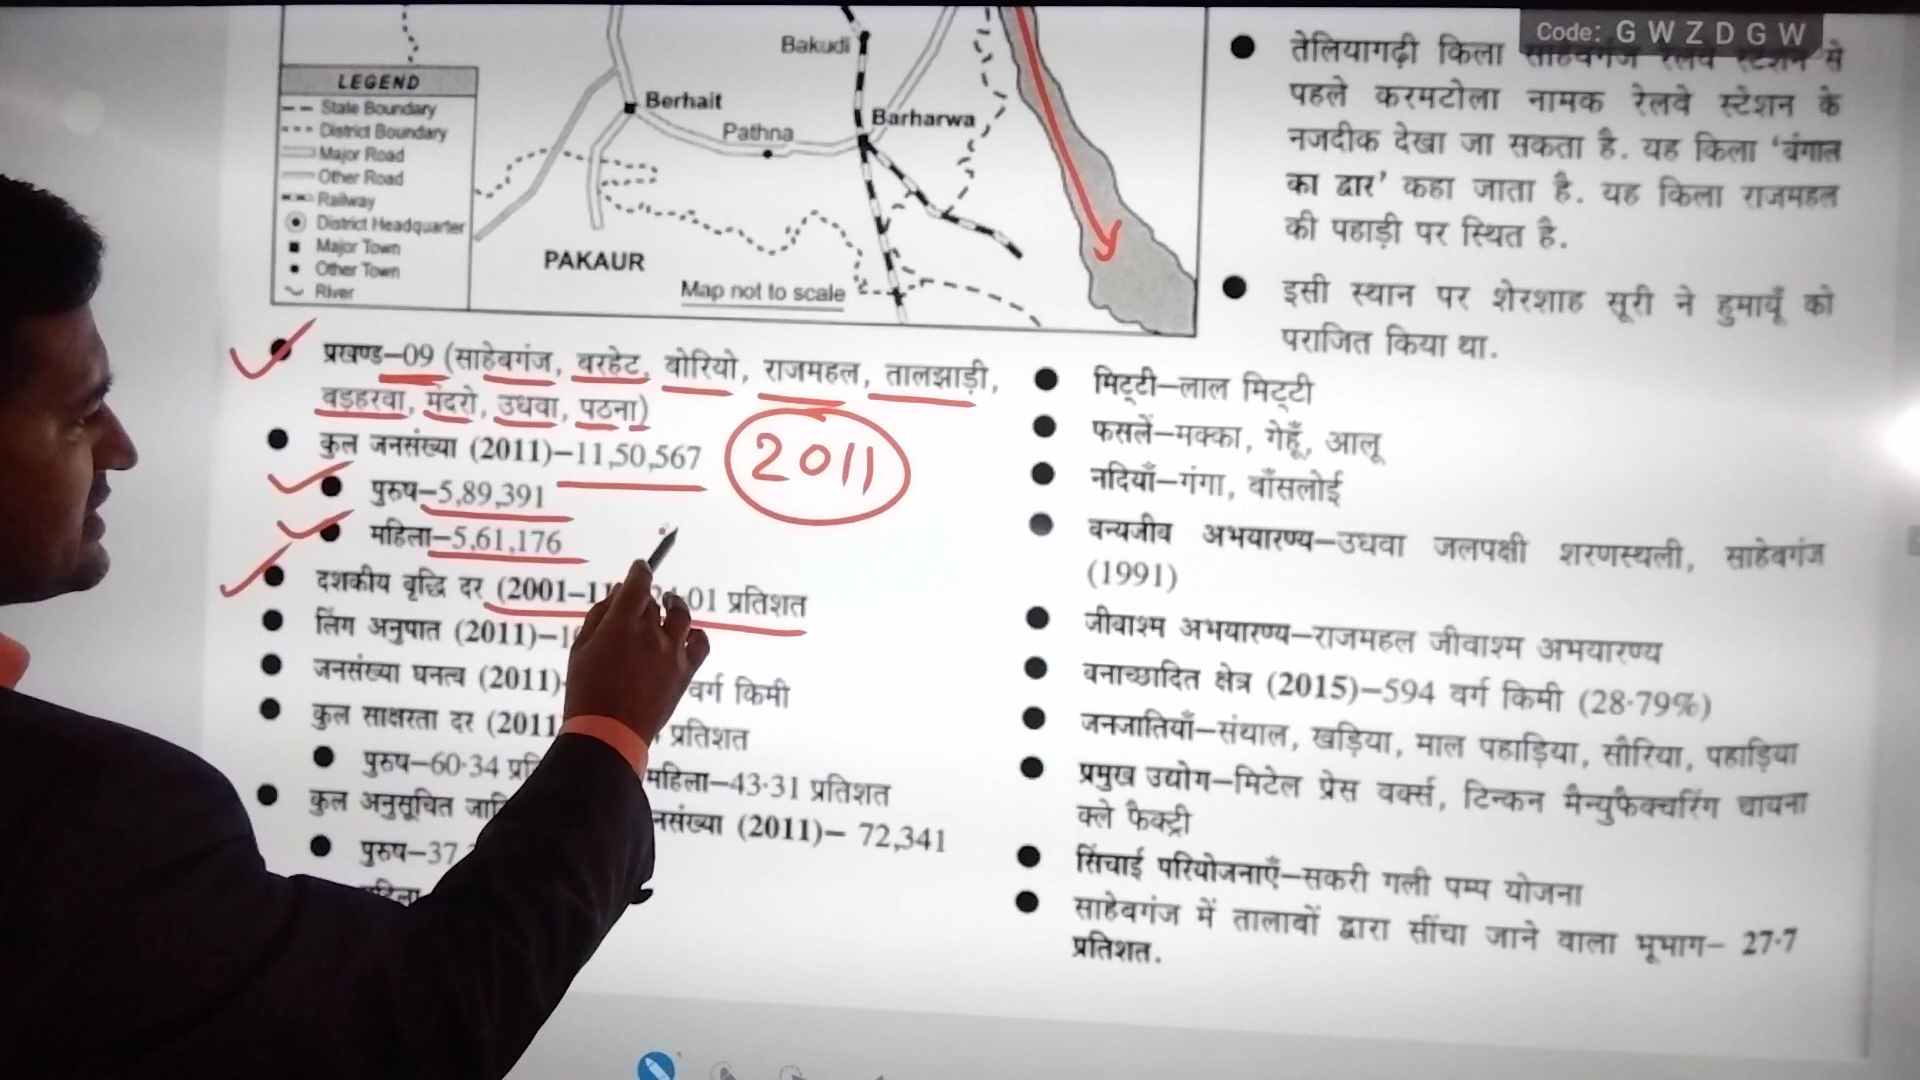 Code: G W Z D G W
Bakudi
LEGEND
State Boundary
District Boundary
Major Road
Other Road
Railway
District Headquarter
Major Town
Other Town
River
Berhait
Pathna
Barharwa
PAKAUR
Map not to scale
प्रखण्ड–09 (साहेबगंज, बरहेट, बोरियो, राजमहल, तालझाड़ी,
बड़हरवा, मंदरो, उधवा, पठना)
कुल जनसंख्या (2011)–11,50,567
2011
पुरुष–5,89,391
महिला–5,61,176
दशकीय वृद्धि दर (2001–11 01 प्रतिशत
लिंग अनुपात (2011)–
जनसंख्या घनत्व (2011) वर्ग किमी
कुल साक्षरता दर (2011 प्रतिशत
पुरुष–60·34 महिला–43·31 प्रतिशत
कुल अनुसूचित (2011)– 72,341
पुरुष–37
तेलियागढ़ी किला साहेबगंज रेलवे स्टेशन से
पहले करमटोला नामक रेलवे स्टेशन के
नजदीक देखा जा सकता है. यह किला ‘बंगाल
का द्वार’ कहा जाता है. यह किला राजमहल
की पहाड़ी पर स्थित है.
इसी स्थान पर शेरशाह सूरी ने हुमायूँ को
पराजित किया था.
मिट्टी–लाल मिट्टी
फसलें–मक्का, गेहूँ, आलू
नदियाँ–गंगा, बाँसलोई
वन्यजीव अभयारण्य–उधवा जलपक्षी शरणस्थली, साहेबगंज
(1991)
जीवाश्म अभयारण्य–राजमहल जीवाश्म अभयारण्य
वनाच्छादित क्षेत्र (2015)–594 वर्ग किमी (28·79%)
जनजातियाँ–संथाल, खड़िया, माल पहाड़िया, सौरिया, पहाड़िया
प्रमुख उद्योग–मिटेल प्रेस वर्क्स, टिन्कन मैन्युफैक्चरिंग चायना
क्ले फैक्ट्री
सिंचाई परियोजनाएँ–सकरी गली पम्प योजना
साहेबगंज में तालाबों द्वारा सींचा जाने वाला भूभाग– 27·7
प्रतिशत.